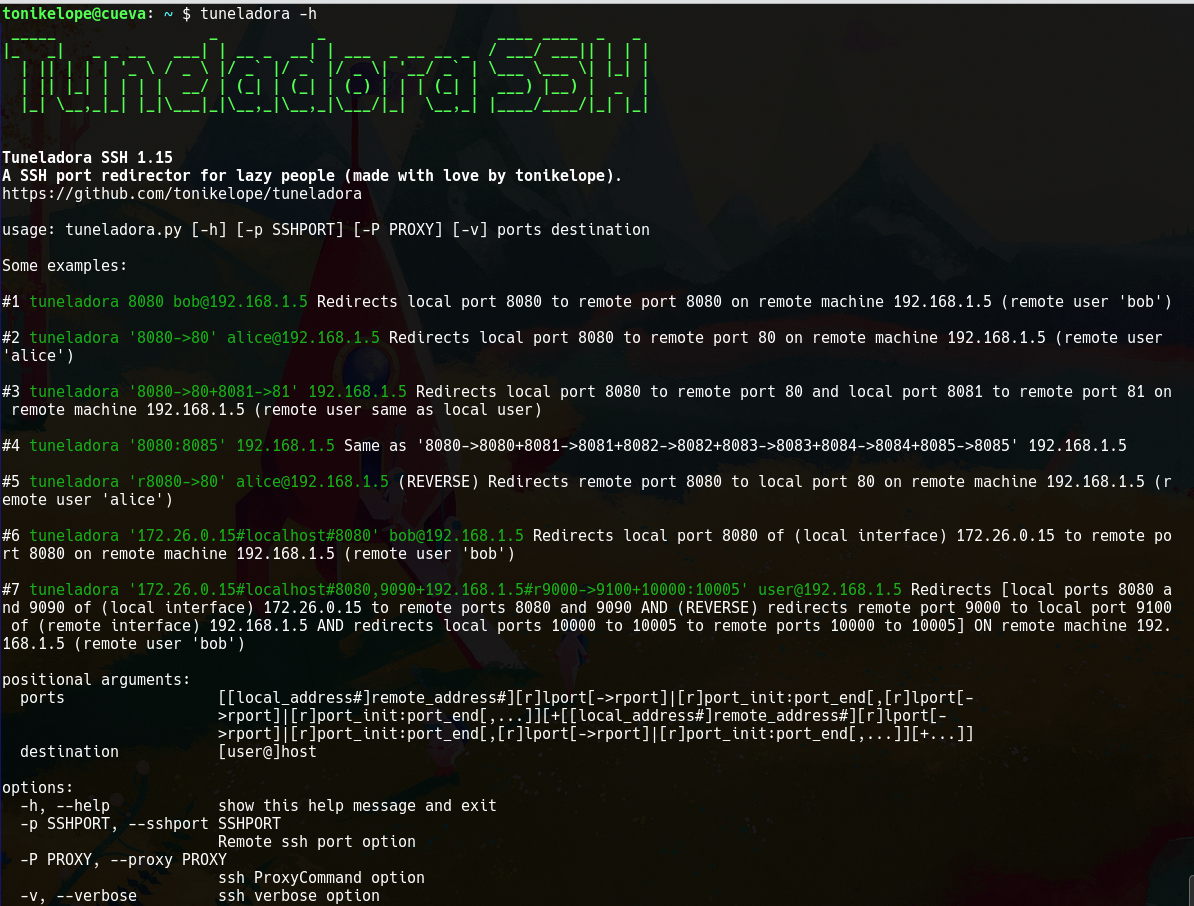 tonikelope@cueva: ~ $ tuneladora -h
Tuneladora SSH
Tuneladora SSH 1.15
A SSH port redirector for lazy people (made with love by tonikelope).
https://github.com/tonikelope/tuneladora
usage: tuneladora.py [-h] [-p SSHPORT] [-P PROXY] [-v] ports destination
Some examples:
#1 tuneladora 8080 bob@192.168.1.5 Redirects local port 8080 to remote port 8080 on remote machine 192.168.1.5 (remote user 'bob')
#2 tuneladora '8080->80' alice@192.168.1.5 Redirects local port 8080 to remote port 80 on remote machine 192.168.1.5 (remote user
'alice')
#3 tuneladora '8080->80+8081->81' 192.168.1.5 Redirects local port 8080 to remote port 80 and local port 8081 to remote port 81 on
remote machine 192.168.1.5 (remote user same as local user)
#4 tuneladora '8080:8085' 192.168.1.5 Same as '8080->8080+8081->8081+8082->8082+8083->8083+8084->8084+8085->8085' 192.168.1.5
#5 tuneladora 'r8080->80' alice@192.168.1.5 (REVERSE) Redirects remote port 8080 to local port 80 on remote machine 192.168.1.5 (r
emote user 'alice')
#6 tuneladora '172.26.0.15#localhost#8080' bob@192.168.1.5 Redirects local port 8080 of (local interface) 172.26.0.15 to remote po
rt 8080 on remote machine 192.168.1.5 (remote user 'bob')
#7 tuneladora '172.26.0.15#localhost#8080,9090+192.168.1.5#r9000->9100+10000:10005' user@192.168.1.5 Redirects [local ports 8080 a
nd 9090 of (local interface) 172.26.0.15 to remote ports 8080 and 9090 AND (REVERSE) redirects remote port 9000 to local port 9100
of (remote interface) 192.168.1.5 AND redirects local ports 10000 to 10005 to remote ports 10000 to 10005] ON remote machine 192.
168.1.5 (remote user 'bob')
positional arguments:
ports [[local_address#]remote_address#][r]lport[->rport]|[r]port_init:port_end[,[r]lport[-
>rport]|[r]port_init:port_end[,...]][+[[local_address#]remote_address#][r]lport[-
>rport]|[r]port_init:port_end[,[r]lport[->rport]|[r]port_init:port_end[,...]][+...]]
destination [user@]host
options:
-h, --help show this help message and exit
-p SSHPORT, --sshport SSHPORT
Remote ssh port option
-P PROXY, --proxy PROXY
ssh ProxyCommand option
-v, --verbose ssh verbose option